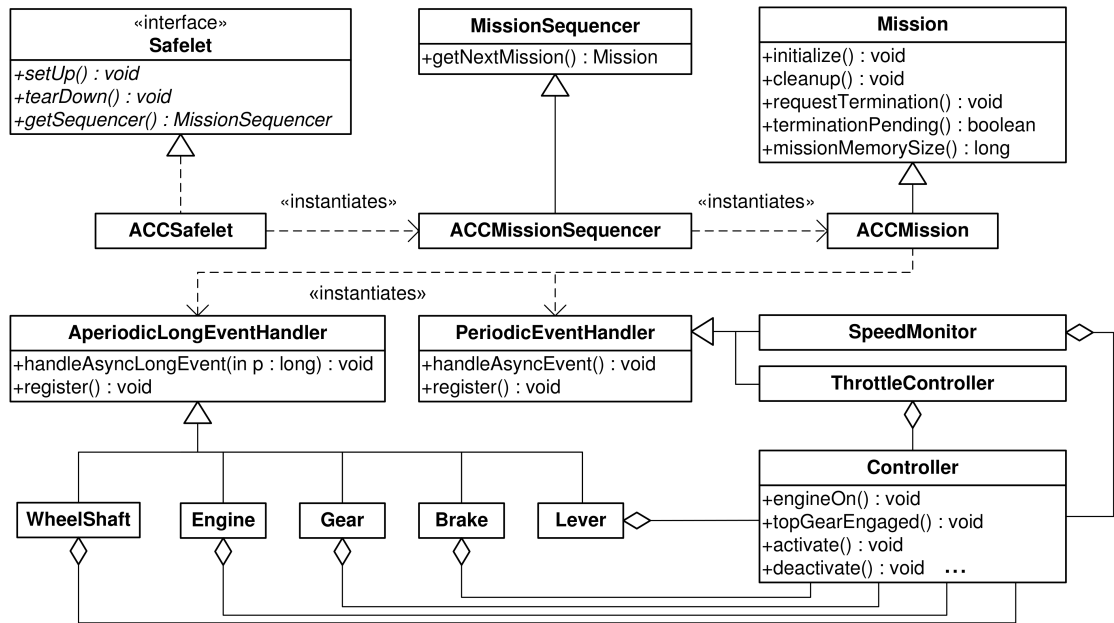 «interface»
Safelet
+setUp() : void
+tearDown() : void
+getSequencer() : MissionSequencer
MissionSequencer
+getNextMission() : Mission
Mission
+initialize() : void
+cleanup() : void
+requestTermination() : void
+terminationPending() : boolean
+missionMemorySize() : long
ACCSafelet
«instantiates»
ACCMissionSequencer
«instantiates»
ACCMission
«instantiates»
AperiodicLongEventHandler
+handleAsyncLongEvent(in p : long) : void
+register() : void
PeriodicEventHandler
+handleAsyncEvent() : void
+register() : void
SpeedMonitor
ThrottleController
WheelShaft
Engine
Gear
Brake
Lever
Controller
+engineOn() : void
+topGearEngaged() : void
+activate() : void
+deactivate() : void ...